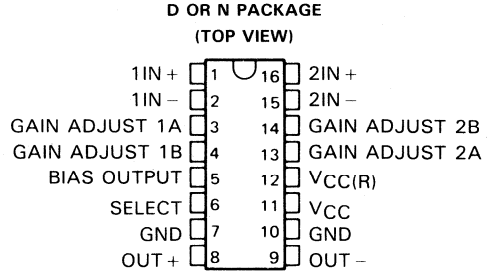 D OR N PACKAGE
(TOP VIEW)
1IN + 1 16 2IN +
1IN − 2 15 2IN −
GAIN ADJUST 1A 3 14 GAIN ADJUST 2B
GAIN ADJUST 1B 4 13 GAIN ADJUST 2A
BIAS OUTPUT 5 12 VCC(R)
SELECT 6 11 VCC
GND 7 10 GND
OUT + 8 9 OUT −